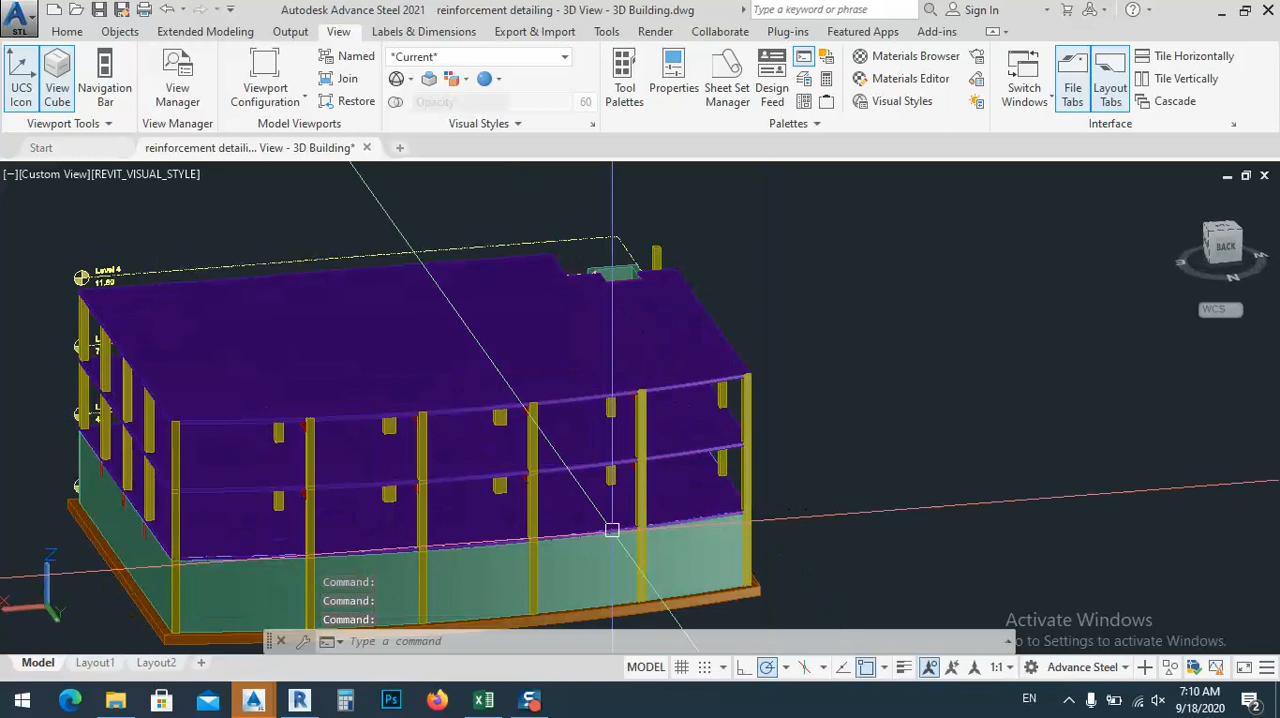 Autodesk Advance Steel 2021 reinforcement detailing - 3D View - 3D Building.dwg
Type a keyword or phrase
Sign In
STL
Home Objects Extended Modeling Output View Labels & Dimensions Export & Import Tools Render Collaborate Plug-ins Featured Apps Add-ins
UCS Icon
View Cube
Navigation Bar
Viewport Tools
View Manager
View Manager
Viewport Configuration
Named
Join
Restore
Model Viewports
*Current*
Opacity 60
Visual Styles
Tool Palettes
Properties
Sheet Set Manager
Design Feed
Materials Browser
Materials Editor
Visual Styles
Palettes
Switch Windows
File Tabs
Layout Tabs
Tile Horizontally
Tile Vertically
Cascade
Interface
Start
reinforcement detaili... View - 3D Building*
[−][Custom View][REVIT_VISUAL_STYLE]
BACK
N
WCS
Level 4
Z
X
Y
Command:
Command:
Command:
Type a command
Activate Windows
o to Settings to activate Windows.
Model Layout1 Layout2
MODEL
1:1
Advance Steel
EN
7:10 AM
9/18/2020
2